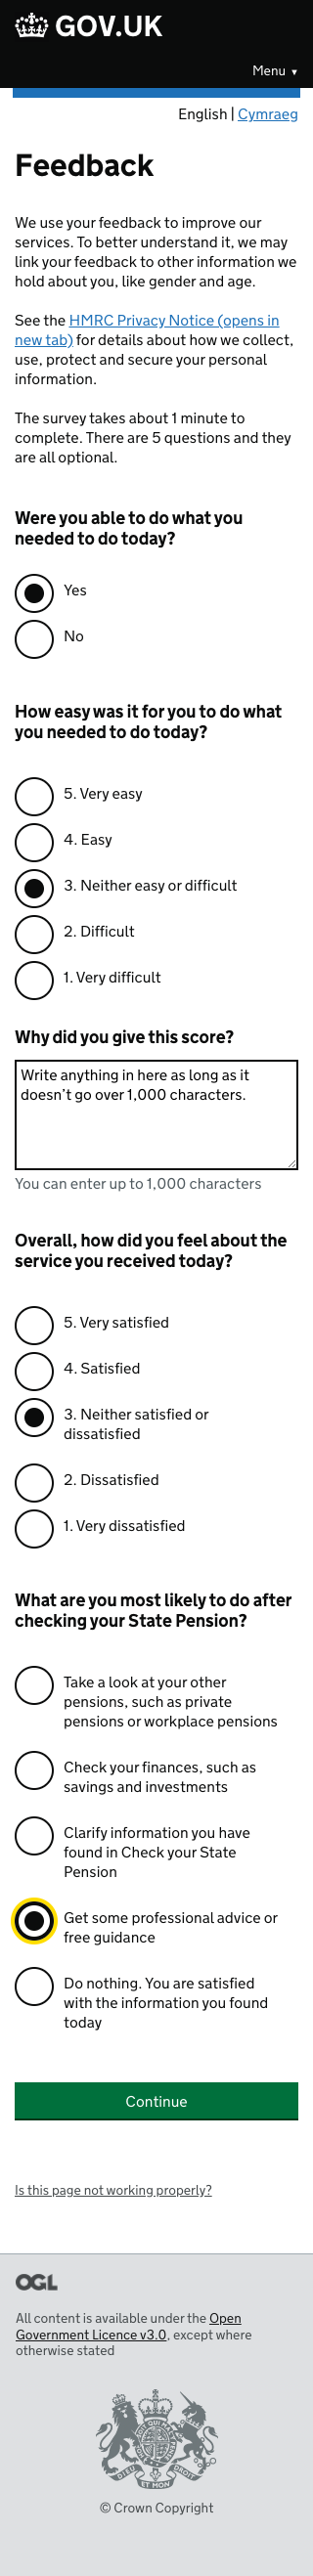 GOV.UK
Menu ▼
English | Cymraeg
Feedback
We use your feedback to improve our
services. To better understand it, we may
link your feedback to other information we
hold about you, like gender and age.
See the HMRC Privacy Notice (opens in
new tab) for details about how we collect,
use, protect and secure your personal
information.
The survey takes about 1 minute to
complete. There are 5 questions and they
are all optional.
Were you able to do what you
needed to do today?
Yes
No
How easy was it for you to do what
you needed to do today?
5. Very easy
4. Easy
3. Neither easy or difficult
2. Difficult
1. Very difficult
Why did you give this score?
Write anything in here as long as it
doesn't go over 1,000 characters.
You can enter up to 1,000 characters
Overall, how did you feel about the
service you received today?
5. Very satisfied
4. Satisfied
3. Neither satisfied or
dissatisfied
2. Dissatisfied
1. Very dissatisfied
What are you most likely to do after
checking your State Pension?
Take a look at your other
pensions, such as private
pensions or workplace pensions
Check your finances, such as
savings and investments
Clarify information you have
found in Check your State
Pension
Get some professional advice or
free guidance
Do nothing. You are satisfied
with the information you found
today
Continue
Is this page not working properly?
OGL
All content is available under the Open
Government Licence v3.0, except where
otherwise stated
DIEU ET MON DROIT
© Crown Copyright